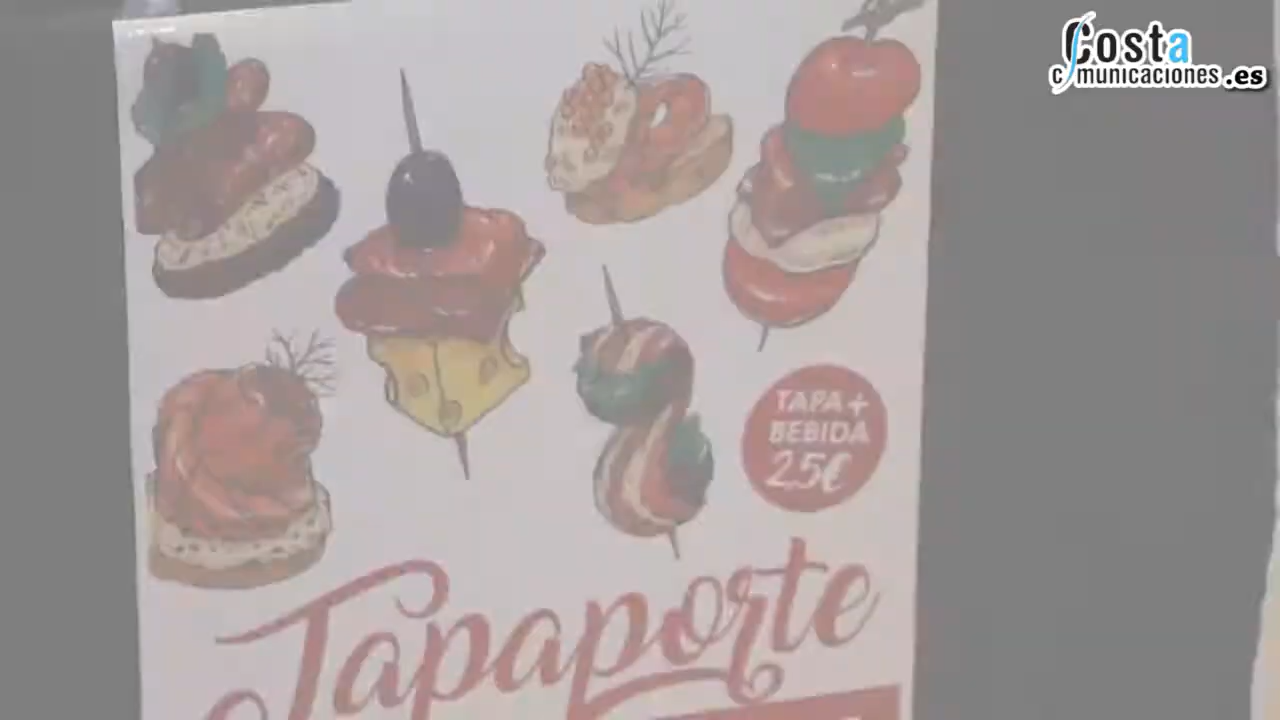 Costa
comunicaciones.es
TAPA+
BEBIDA
2,5€
Tapaporte